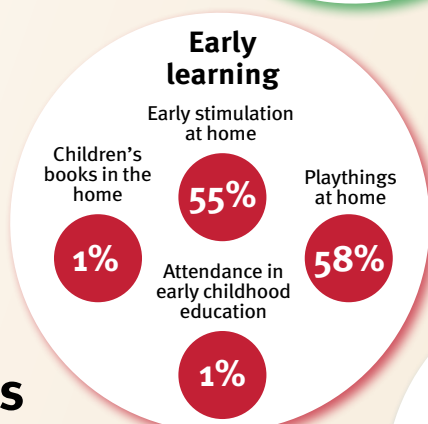 Early
learning
Early stimulation
at home
55%
Children's
books in the
home
1%
Playthings
at home
58%
Attendance in
early childhood
education
1%
s